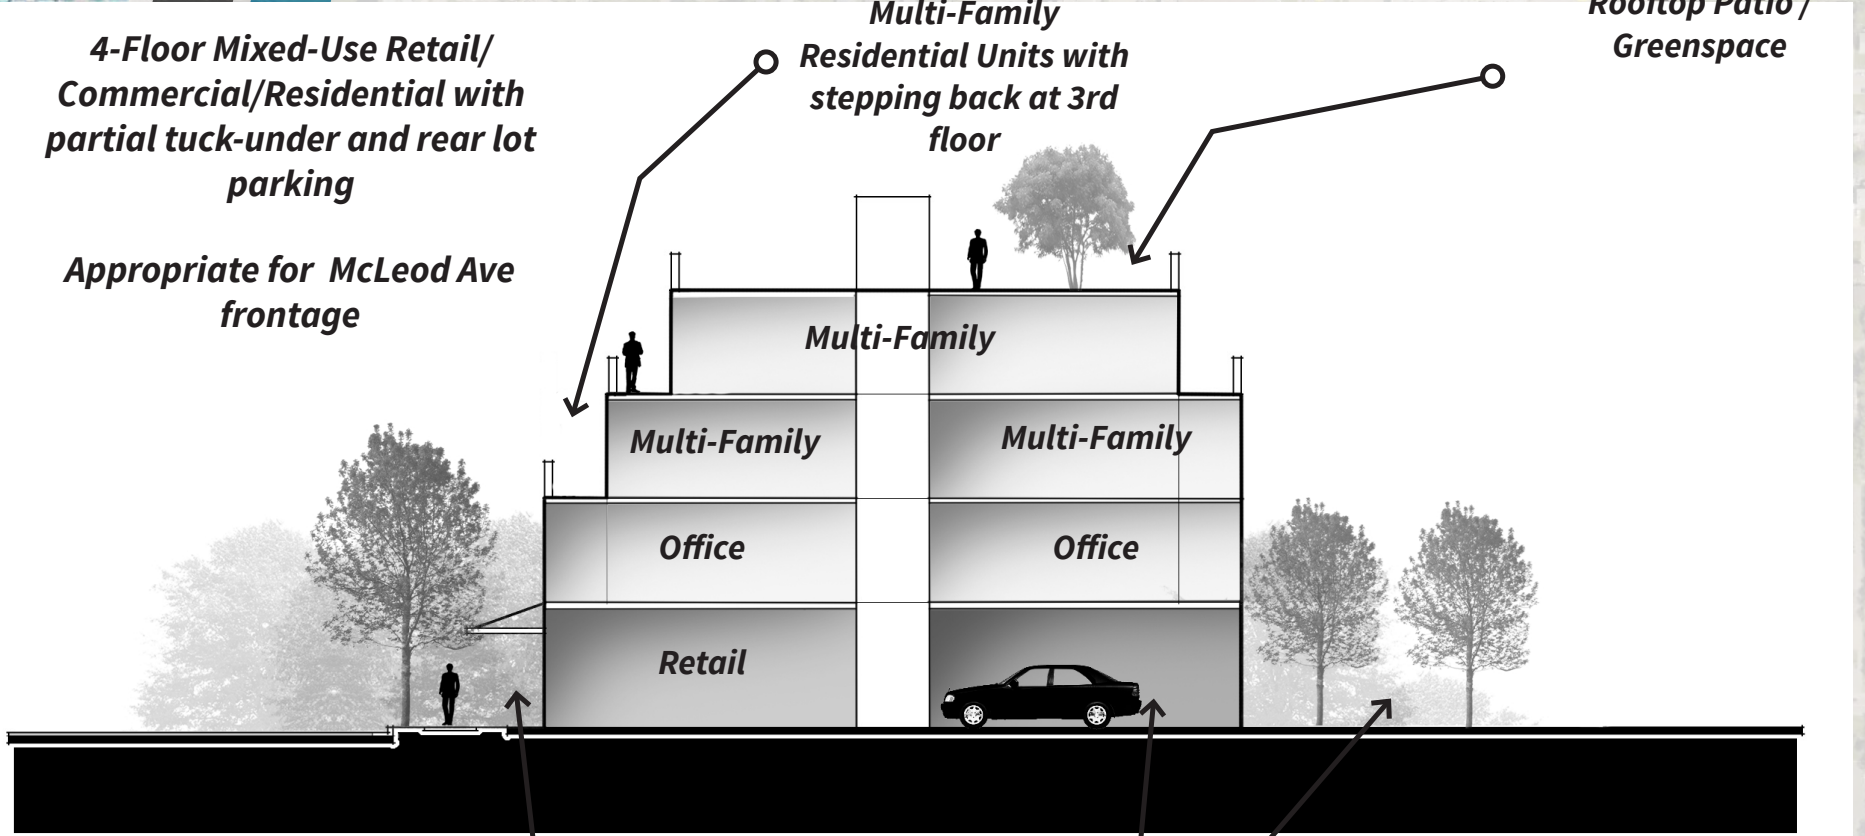 4-Floor Mixed-Use Retail/
Commercial/Residential with
partial tuck-under and rear lot
parking
Appropriate for McLeod Ave
frontage
Multi-Family
Residential Units with
stepping back at 3rd
floor
Rooftop Patio /
Greenspace
Multi-Family
Multi-Family
Multi-Family
Office
Office
Retail